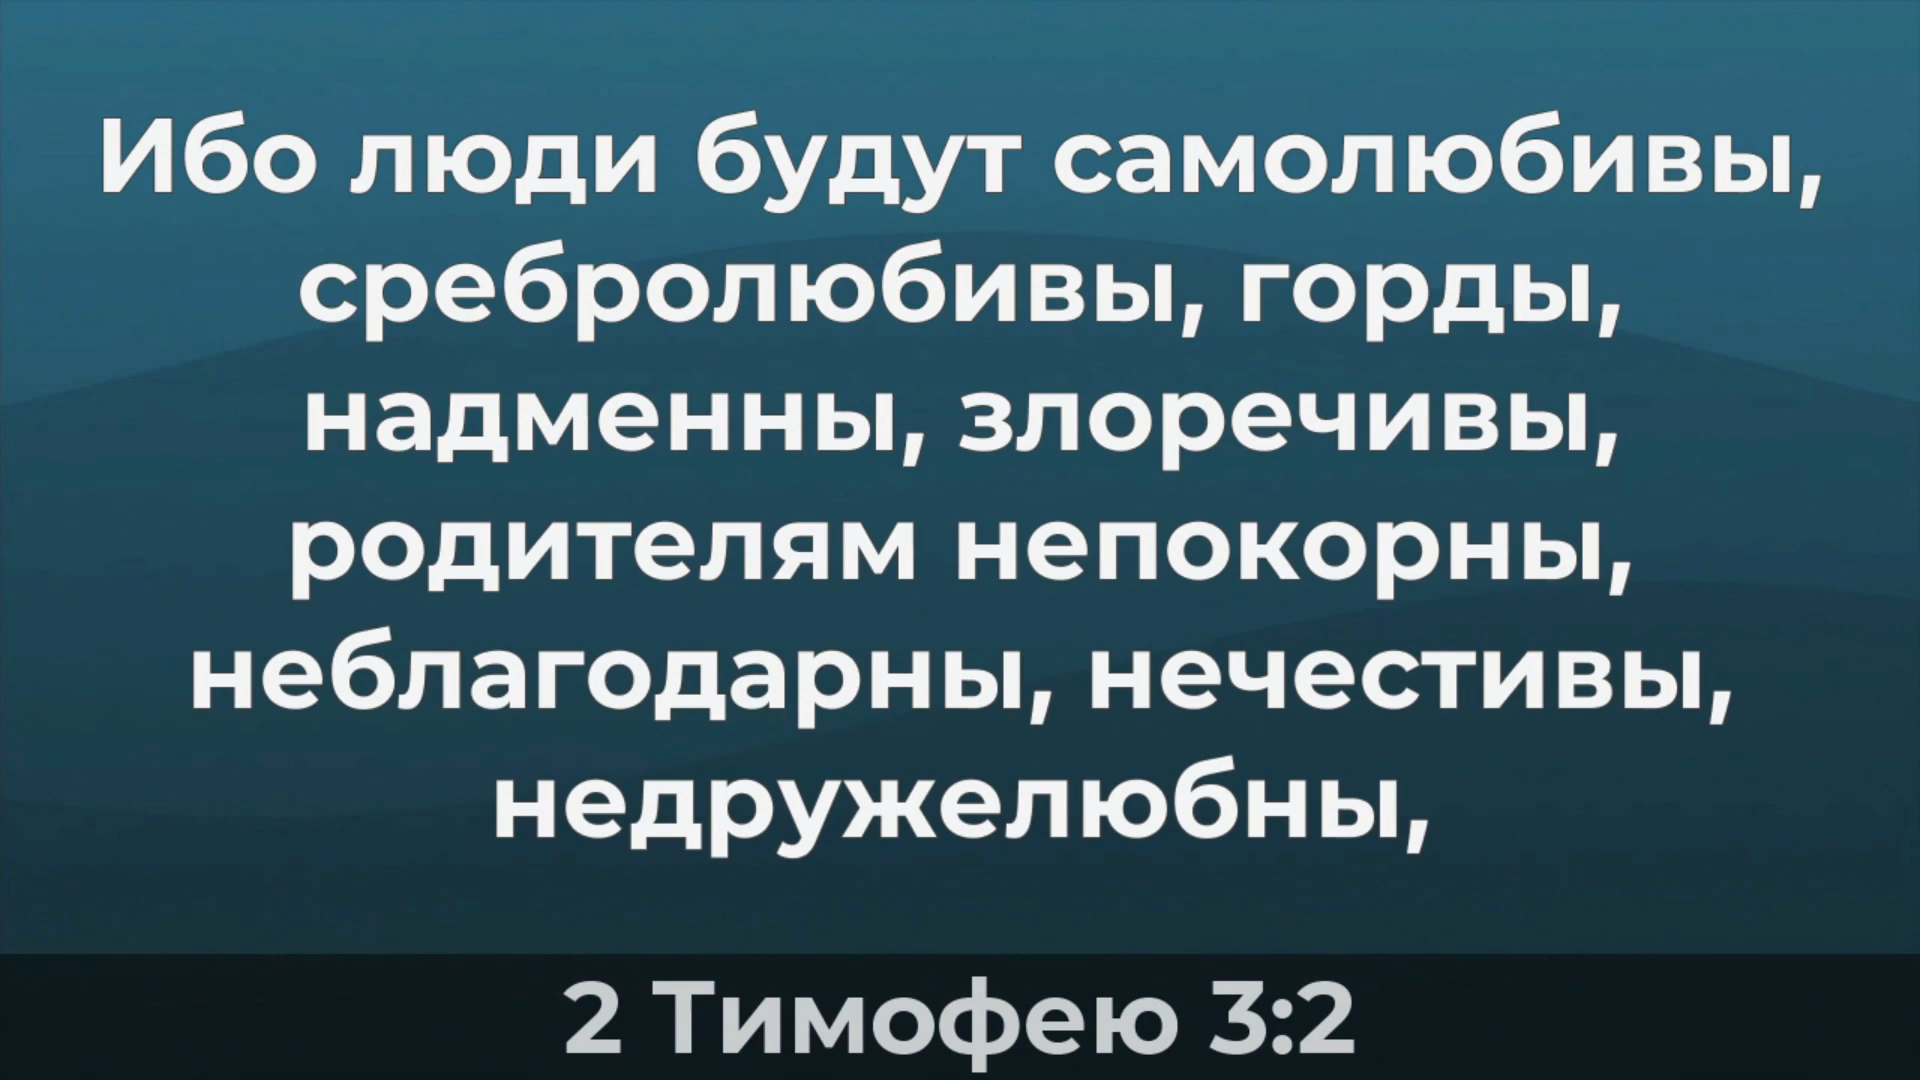 Ибо люди будут самолюбивы,
сребролюбивы, горды,
надменны, злоречивы,
родителям непокорны,
неблагодарны, нечестивы,
недружелюбны,
2 Тимофею 3:2